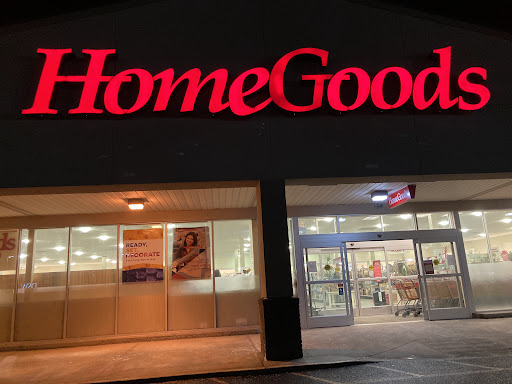 HomeGoods
HomeGoods
READY,
SET,
DECORATE